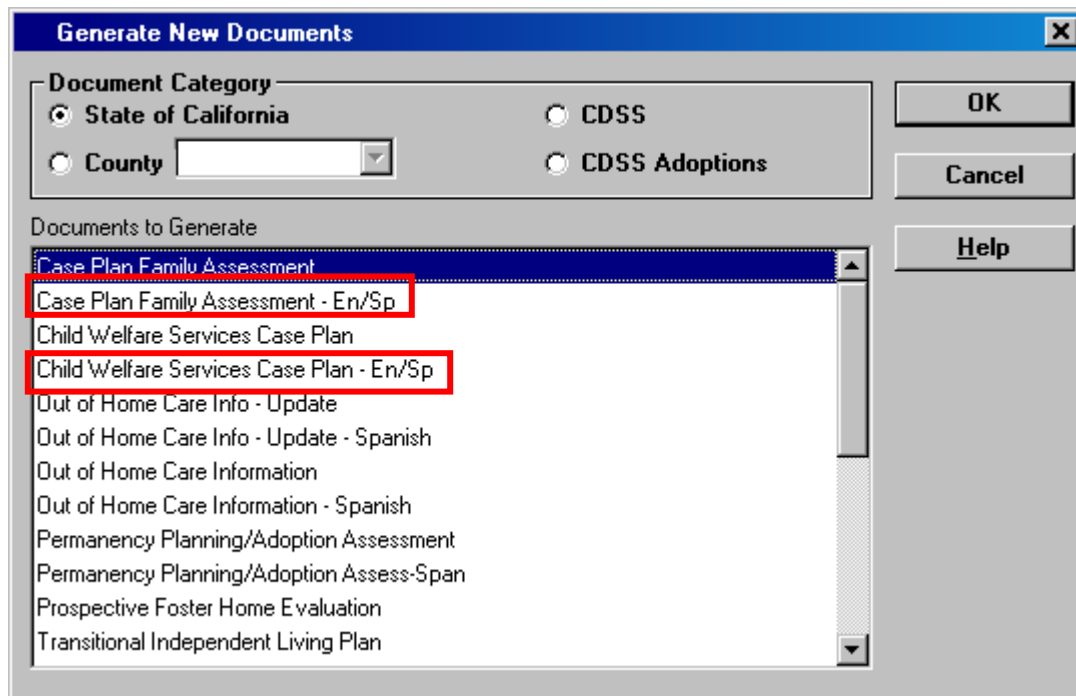 Generate New Documents
Document Category
State of California
CDSS
OK
County
CDSS Adoptions
Cancel
Documents to Generate
Help
Case Plan Family Assessment
Case Plan Family Assessment - En/Sp
Child Welfare Services Case Plan
Child Welfare Services Case Plan - En/Sp
Out of Home Care Info - Update
Out of Home Care Info - Update - Spanish
Out of Home Care Information
Out of Home Care Information - Spanish
Permanency Planning/Adoption Assessment
Permanency Planning/Adoption Assess-Span
Prospective Foster Home Evaluation
Transitional Independent Living Plan